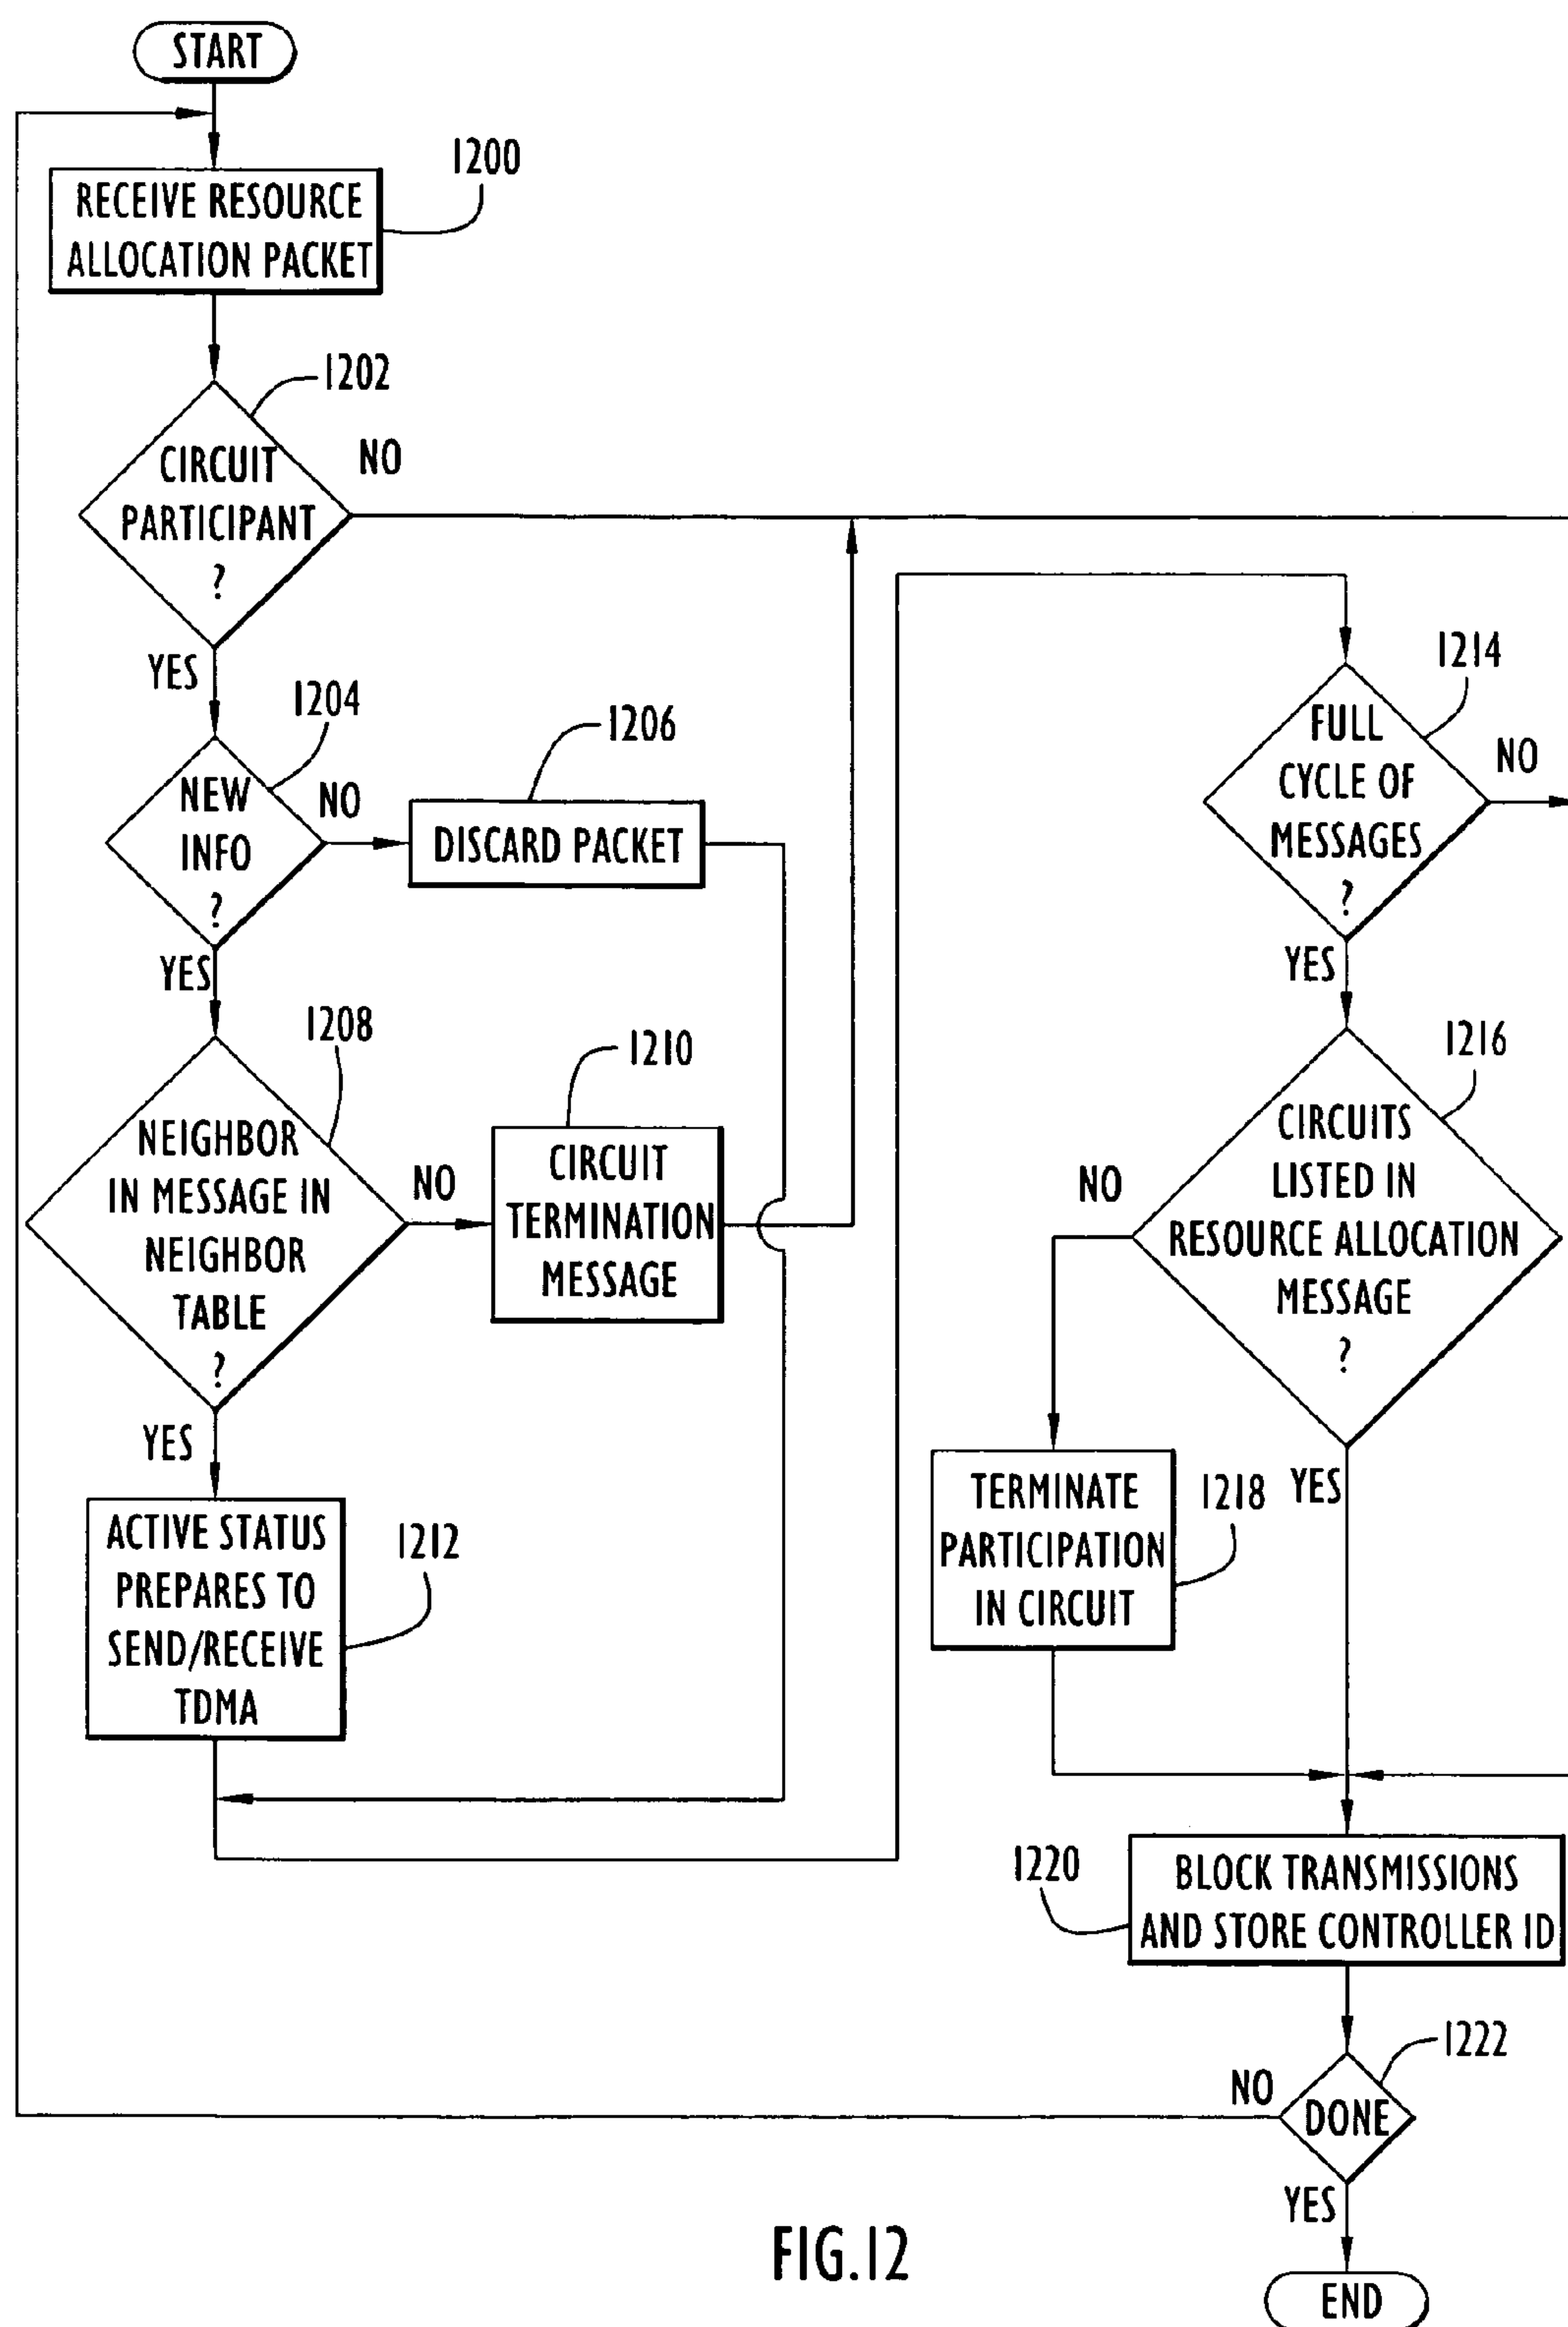 START
1200
RECEIVE RESOURCE
ALLOCATION PACKET
1202
CIRCUIT
PARTICIPANT
?
NO
YES
1204
NEW
INFO
?
NO
1206
DISCARD PACKET
YES
1208
NEIGHBOR
IN MESSAGE IN
NEIGHBOR
TABLE
?
NO
1210
CIRCUIT
TERMINATION
MESSAGE
YES
1212
ACTIVE STATUS
PREPARES TO
SEND/RECEIVE
TDMA
1214
FULL
CYCLE OF
MESSAGES
?
NO
YES
1216
CIRCUITS
LISTED IN
RESOURCE ALLOCATION
MESSAGE
?
NO
1218
TERMINATE
PARTICIPATION
IN CIRCUIT
YES
1220
BLOCK TRANSMISSIONS
AND STORE CONTROLLER ID
1222
DONE
NO
YES
END
FIG.12